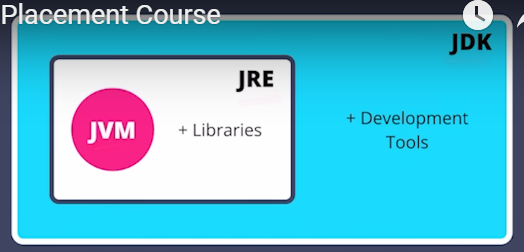 Placement Course
JDK
JRE
JVM
+ Libraries
+ Development
Tools